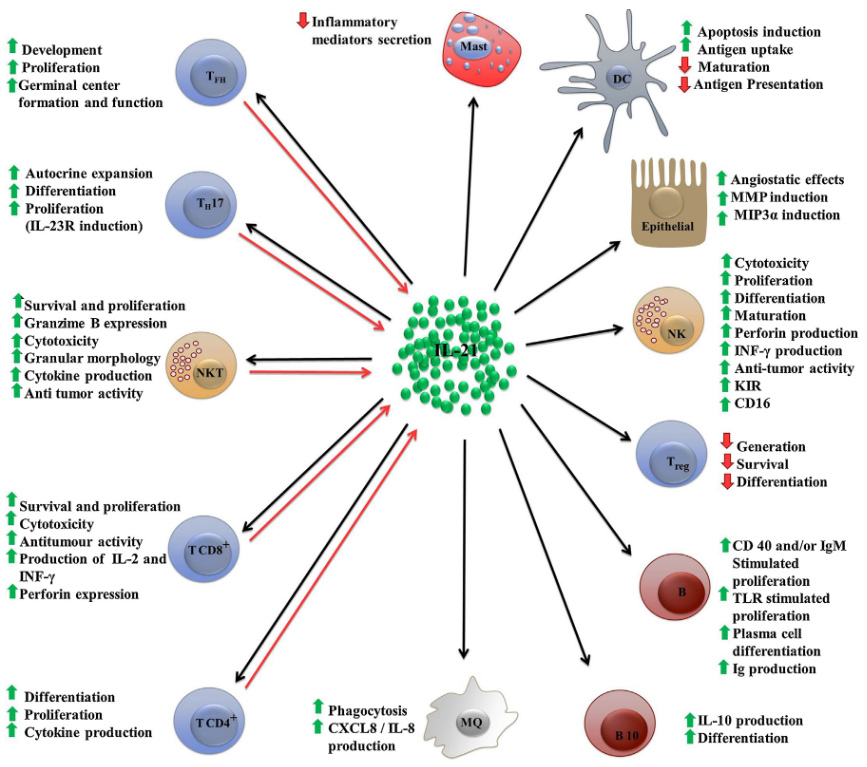 Inflammatory
mediators secretion
Mast
DC
Apoptosis induction
Antigen uptake
Maturation
Antigen Presentation
Development
Proliferation
Germinal center
formation and function
TFH
Autocrine expansion
Differentiation
Proliferation
(IL-23R induction)
TH17
Epithelial
Angiostatic effects
MMP induction
MIP3α induction
Survival and proliferation
Granzime B expression
Cytotoxicity
Granular morphology
Cytokine production
Anti tumor activity
NKT
IL-21
NK
Cytotoxicity
Proliferation
Differentiation
Maturation
Perforin production
INF-γ production
Anti-tumor activity
KIR
CD16
Treg
Generation
Survival
Differentiation
Survival and proliferation
Cytotoxicity
Antitumour activity
Production of IL-2 and
INF-γ
Perforin expression
T CD8+
B
CD 40 and/or IgM
Stimulated
proliferation
TLR stimulated
proliferation
Plasma cell
differentiation
Ig production
Differentiation
Proliferation
Cytokine production
T CD4+
Phagocytosis
CXCL8 / IL-8
production
MQ
B 10
IL-10 production
Differentiation